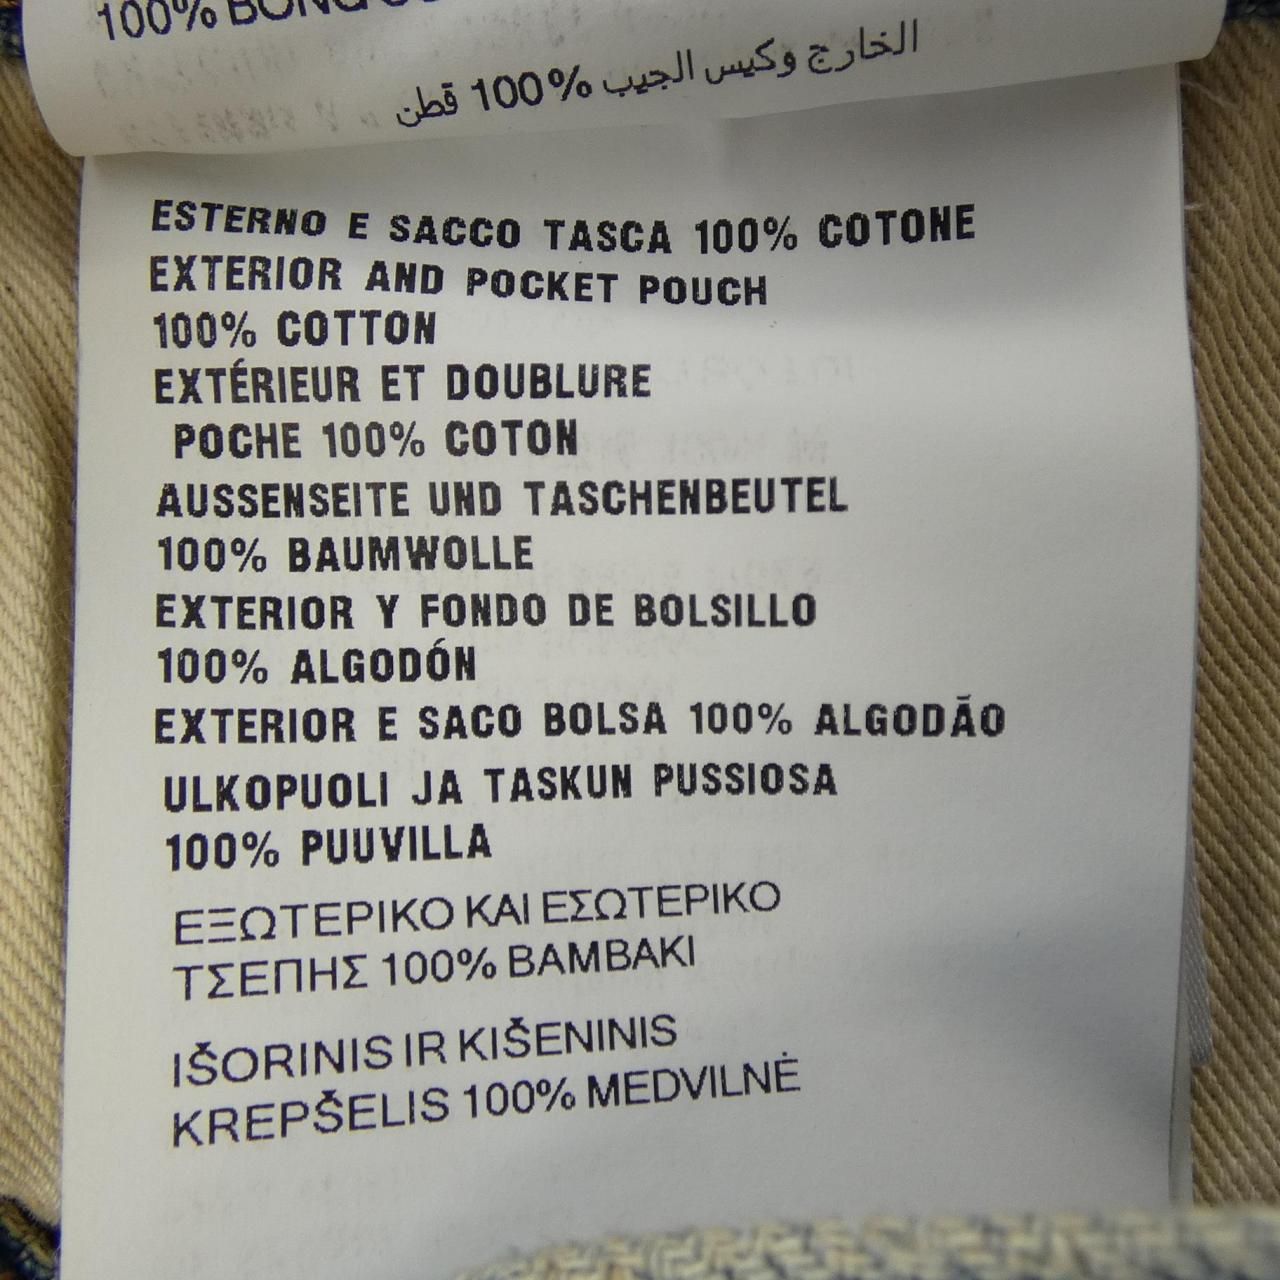 100%
الخارج وكيس الجيب 100% قطن
ESTERNO E SACCO TASCA 100% COTONE
EXTERIOR AND POCKET POUCH
100% COTTON
EXTÉRIEUR ET DOUBLURE
POCHE 100% COTON
AUSSENSEITE UND TASCHENBEUTEL
100% BAUMWOLLE
EXTERIOR Y FONDO DE BOLSILLO
100% ALGODÓN
EXTERIOR E SACO BOLSA 100% ALGODÃO
ULKOPUOLI JA TASKUN PUSSIOSA
100% PUUVILLA
ΕΞΩΤΕΡΙΚΟ ΚΑΙ ΕΣΩΤΕΡΙΚΟ
ΤΣΕΠΗΣ 100% ΒΑΜΒΑΚΙ
IŠORINIS IR KIŠENINIS
KREPŠELIS 100% MEDVILNĖ